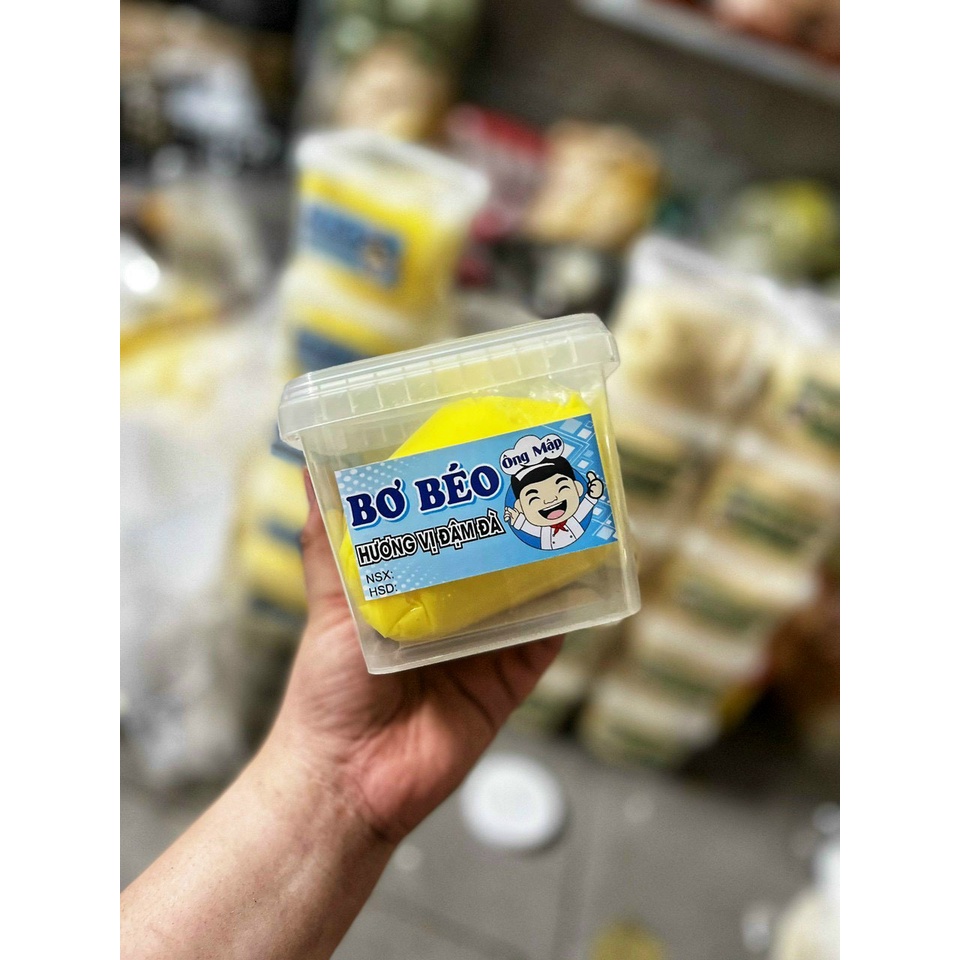 Ông Mập
BƠ BÉO
HƯƠNG VỊ ĐẬM ĐÀ
NSX:
HSD: